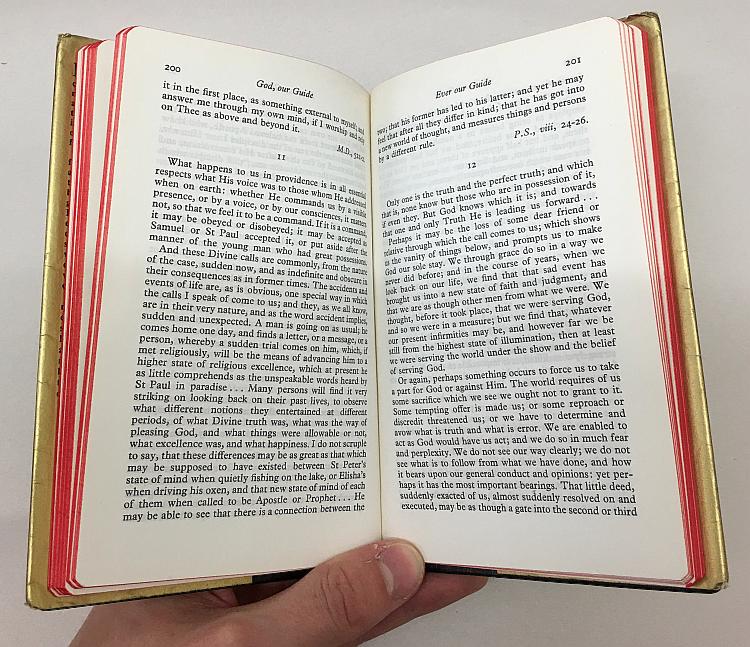 200
God, our Guide
it in the first place, as something external to myself, and
answer me through my own mind, if I worship and rely
on Thee as above and beyond it.
M.D.,
11
What happens to us in providence is in all essential
respects what His voice was to those whom He addressed
when on earth: whether He commands us by a visible
presence, or by a voice, or by our consciences, it matters
not, so that we feel it to be a command. If it is a command,
it may be obeyed or disobeyed; it may be accepted as
Samuel or St Paul accepted it, or put aside after the
manner of the young man who had great possessions.
And these Divine calls are commonly, from the nature
of the case, sudden now, and as indefinite and obscure in
their consequences as in former times. The accidents and
events of life are, as is obvious, one special way in which
the calls I speak of come to us; and they, as we all know,
are in their very nature, and as the word accident implies,
sudden and unexpected. A man is going on as usual; he
comes home one day, and finds a letter, or a message, or a
person, whereby a sudden trial comes on him, which, if
met religiously, will be the means of advancing him to a
higher state of religious excellence, which at present he
as little comprehends as the unspeakable words heard by
St Paul in paradise . . . Many persons will find it very
striking on looking back on their past lives, to observe
what different notions they entertained at different
periods, of what Divine truth was, what was the way of
pleasing God, and what things were allowable or not,
what excellence was, and what happiness. I do not scruple
to say, that these differences may be as great as that which
may be supposed to have existed between St Peter's
state of mind when quietly fishing on the lake, or Elisha's
when driving his oxen, and that new state of mind of each
of them when called to be Apostle or Prophet . . . He
may be able to see that there is a connection between the
Ever our Guide
201
two; that his former has led to his latter; and yet he may
feel that after all they differ in kind; that he has got into
a new world of thought, and measures things and persons
by a different rule.
P.S., viii, 24-26.
12
Only one is the truth and the perfect truth; and which
that is, none know but those who are in possession of it,
if even they. But God knows which it is; and towards
that one and only Truth He is leading us forward . . .
Perhaps it may be the loss of some dear friend or
relative through which the call comes to us; which shows
us the vanity of things below, and prompts us to make
God our sole stay. We through grace do so in a way we
never did before; and in the course of years, when we
look back on our life, we find that that sad event has
brought us into a new state of faith and judgment, and
that we are as though other men from what we were. We
thought, before it took place, that we were serving God,
and so we were in a measure; but we find that, whatever
our present infirmities may be, and however far we be
still from the highest state of illumination, then at least
we were serving the world under the show and the belief
of serving God.
Or again, perhaps something occurs to force us to take
a part for God or against Him. The world requires of us
some sacrifice which we see we ought not to grant to it.
Some tempting offer is made us; or some reproach or
discredit threatened us; or we have to determine and
avow what is truth and what is error. We are enabled to
act as God would have us act; and we do so in much fear
and perplexity. We do not see our way clearly; we do not
see what is to follow from what we have done, and how
it bears upon our general conduct and opinions: yet per-
haps it has the most important bearings. That little deed,
suddenly exacted of us, almost suddenly resolved on and
executed, may be as though a gate into the second or third